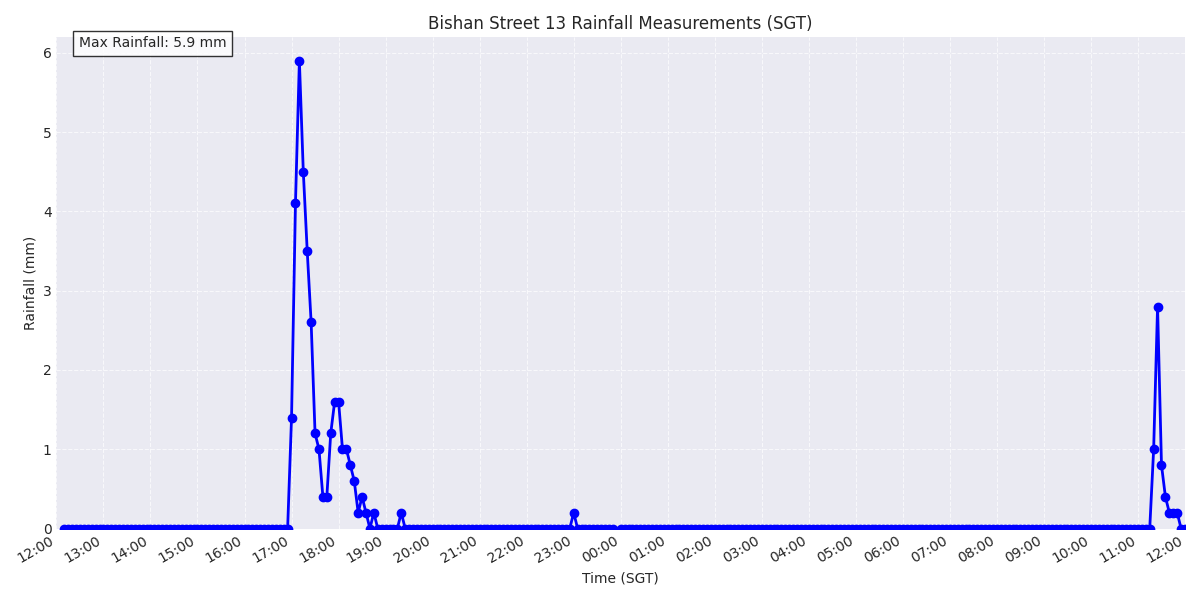 Bishan Street 13 Rainfall Measurements (SGT)
Max Rainfall: 5.9 mm
Rainfall (mm)
6
5
4
3
2
1
0
12:00 13:00 14:00 15:00 16:00 17:00 18:00 19:00 20:00 21:00 22:00 23:00 00:00 01:00 02:00 03:00 04:00 05:00 06:00 07:00 08:00 09:00 10:00 11:00 12:00
Time (SGT)